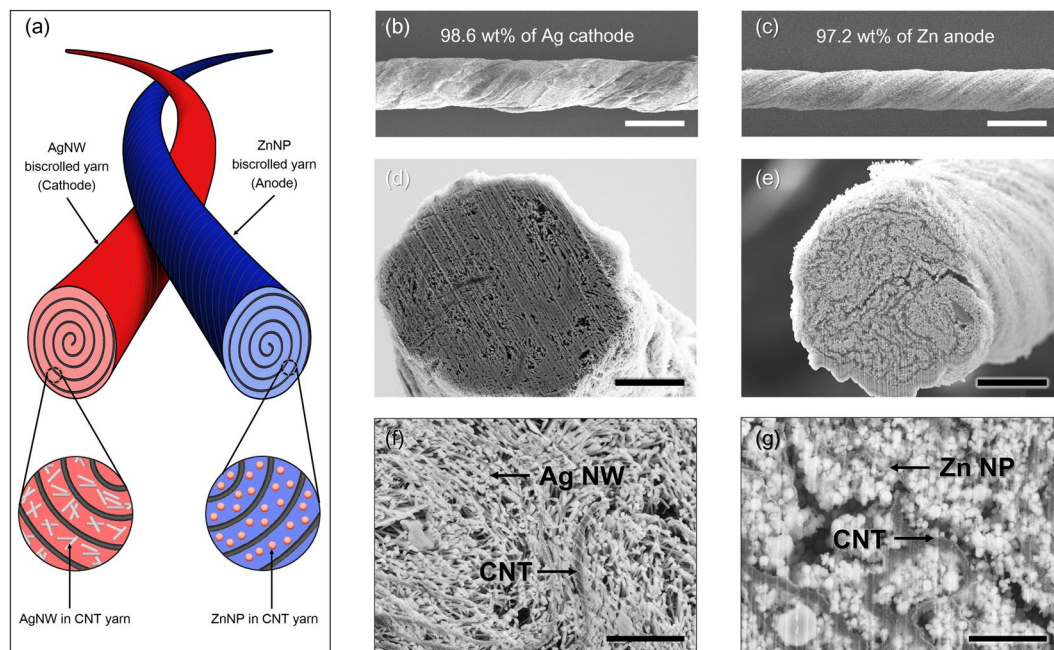 (a)
AgNW
biscrolled yarn
(Cathode)
ZnNP
biscrolled yarn
(Anode)
AgNW in CNT yarn
ZnNP in CNT yarn
(b)
98.6 wt% of Ag cathode
(c)
97.2 wt% of Zn anode
(d)
(e)
(f)
Ag NW
CNT
(g)
Zn NP
CNT